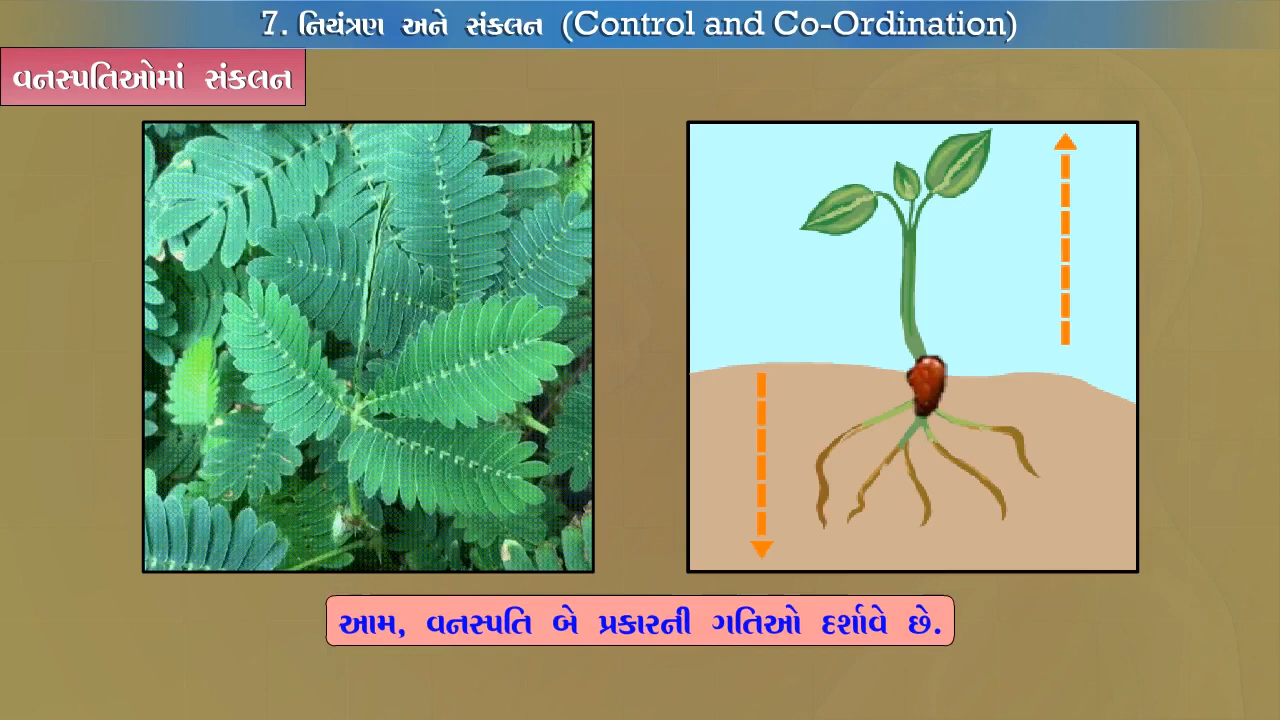 7. નિયંત્રણ અને સંકલન (Control and Co-Ordination)
વનસ્પતિઓમાં સંકલન
આમ, વનસ્પતિ બે પ્રકારની ગતિઓ દર્શાવે છે.